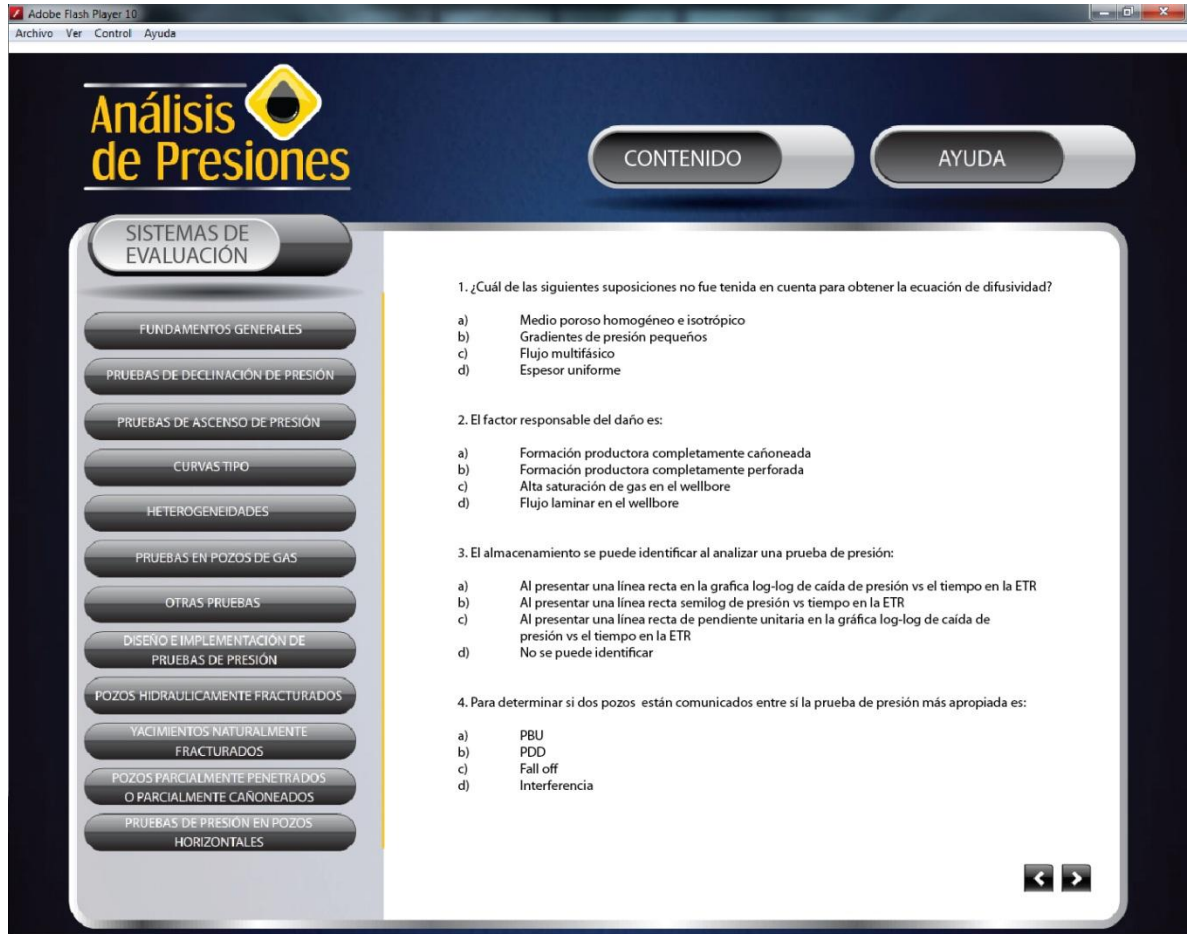 Adobe Flash Player 10
Archivo Ver Control Ayuda
Análisis
de Presiones
CONTENIDO
AYUDA
SISTEMAS DE
EVALUACIÓN
FUNDAMENTOS GENERALES
PRUEBAS DE DECLINACIÓN DE PRESIÓN
PRUEBAS DE ASCENSO DE PRESIÓN
CURVAS TIPO
HETEROGENEIDADES
PRUEBAS EN POZOS DE GAS
OTRAS PRUEBAS
DISEÑO E IMPLEMENTACIÓN DE
PRUEBAS DE PRESIÓN
POZOS HIDRAULICAMENTE FRACTURADOS
YACIMIENTOS NATURALMENTE
FRACTURADOS
POZOS PARCIALMENTE PENETRADOS
O PARCIALMENTE CAÑONEADOS
PRUEBAS DE PRESIÓN EN POZOS
HORIZONTALES
1. ¿Cuál de las siguientes suposiciones no fue tenida en cuenta para obtener la ecuación de difusividad?
a) Medio poroso homogéneo e isotrópico
b) Gradientes de presión pequeños
c) Flujo multifásico
d) Espesor uniforme
2. El factor responsable del daño es:
a) Formación productora completamente cañoneada
b) Formación productora completamente perforada
c) Alta saturación de gas en el wellbore
d) Flujo laminar en el wellbore
3. El almacenamiento se puede identificar al analizar una prueba de presión:
a) Al presentar una línea recta en la grafica log-log de caída de presión vs el tiempo en la ETR
b) Al presentar una línea recta semilog de presión vs tiempo en la ETR
c) Al presentar una línea recta de pendiente unitaria en la gráfica log-log de caída de
presión vs el tiempo en la ETR
d) No se puede identificar
4. Para determinar si dos pozos están comunicados entre sí la prueba de presión más apropiada es:
a) PBU
b) PDD
c) Fall off
d) Interferencia